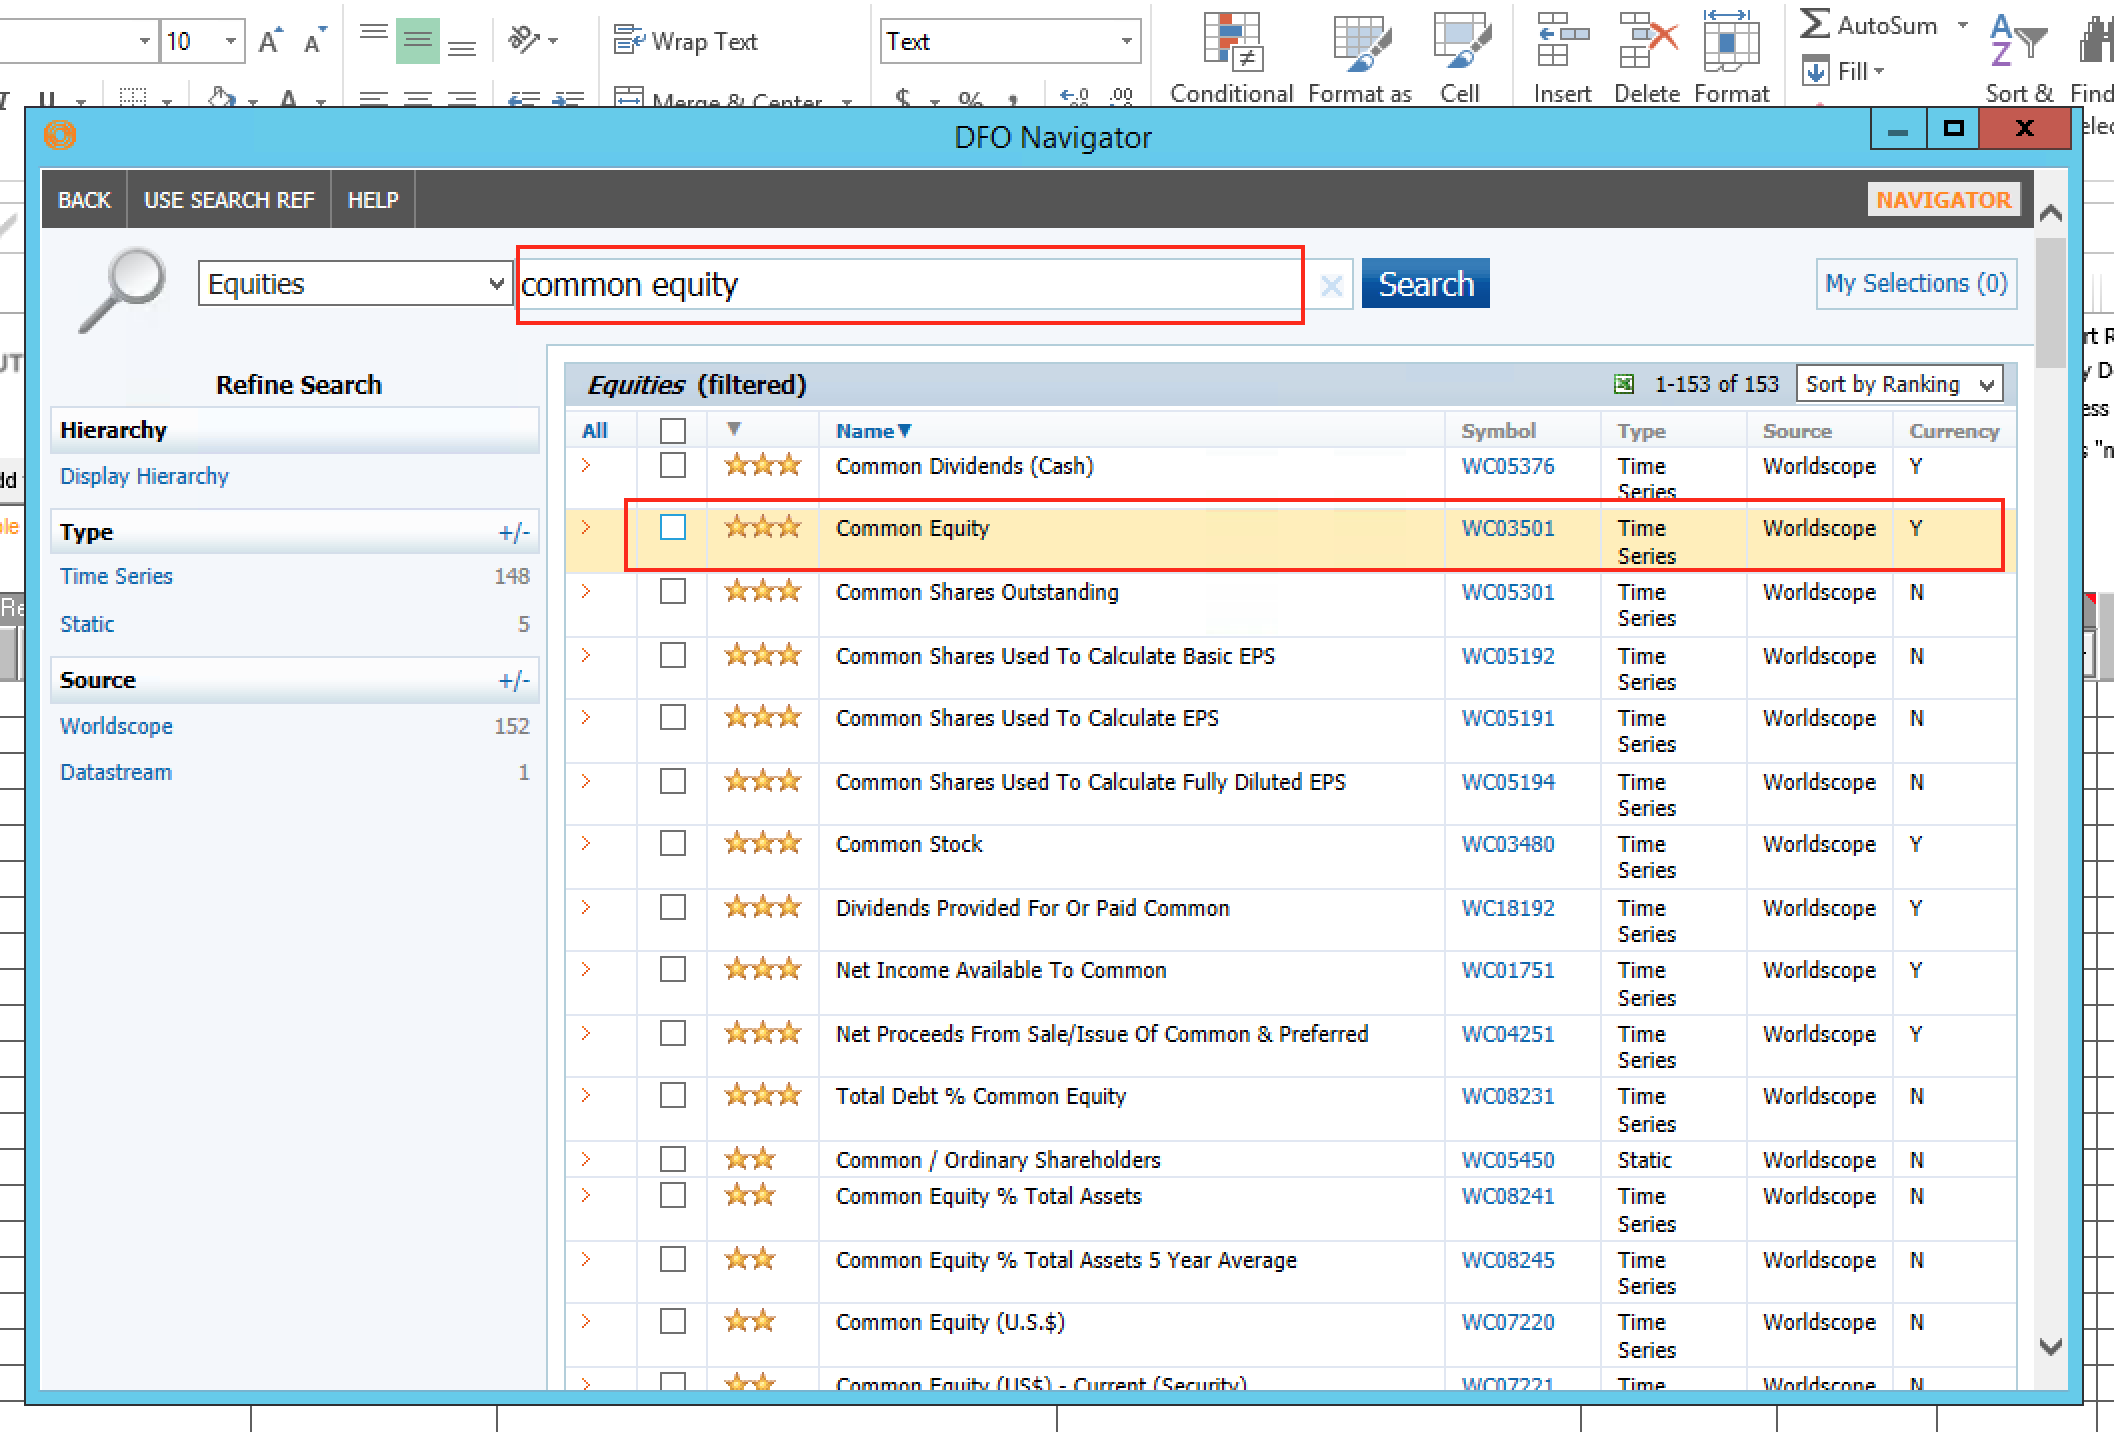 10 A A Wrap Text Text AutoSum
Fill
$ % Conditional Format as Cell Insert Delete Format Sort & Find
U A Merge & Center
DFO Navigator
BACK USE SEARCH REF HELP NAVIGATOR
Equities common equity Search My Selections (0)
Refine Search
Equities (filtered) 1-153 of 153 Sort by Ranking
Hierarchy
Display Hierarchy
Type +/-
Time Series 148
Static 5
Source +/-
Worldscope 152
Datastream 1
All Name Symbol Type Source Currency
Common Dividends (Cash) WC05376 Time Series Worldscope Y
Common Equity WC03501 Time Series Worldscope Y
Common Shares Outstanding WC05301 Time Series Worldscope N
Common Shares Used To Calculate Basic EPS WC05192 Time Series Worldscope N
Common Shares Used To Calculate EPS WC05191 Time Series Worldscope N
Common Shares Used To Calculate Fully Diluted EPS WC05194 Time Series Worldscope N
Common Stock WC03480 Time Series Worldscope Y
Dividends Provided For Or Paid Common WC18192 Time Series Worldscope Y
Net Income Available To Common WC01751 Time Series Worldscope Y
Net Proceeds From Sale/Issue Of Common & Preferred WC04251 Time Series Worldscope Y
Total Debt % Common Equity WC08231 Time Series Worldscope N
Common / Ordinary Shareholders WC05450 Static Worldscope N
Common Equity % Total Assets WC08241 Time Series Worldscope N
Common Equity % Total Assets 5 Year Average WC08245 Time Series Worldscope N
Common Equity (U.S.$) WC07220 Time Series Worldscope N
Common Equity (US$) - Current (Security) WC07221 Time Worldscope N